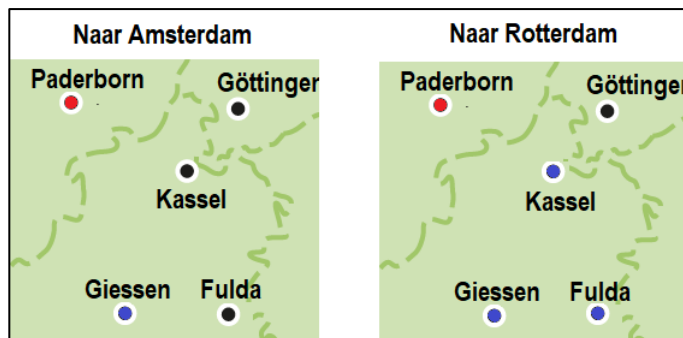 Naar Amsterdam
Paderborn
Göttingen
Kassel
Giessen
Fulda
Naar Rotterdam
Paderborn
Göttingen
Kassel
Giessen
Fulda